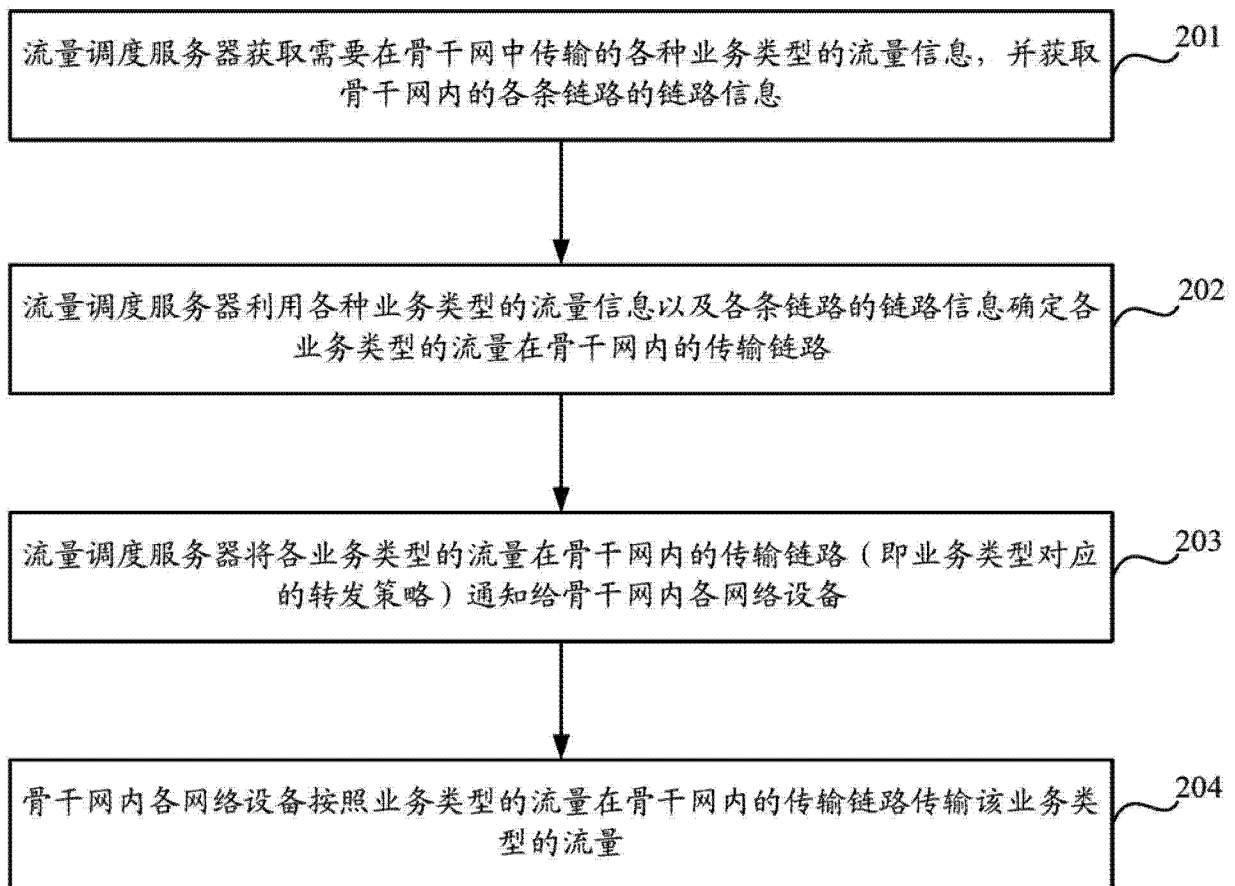 流量调度服务器获取需要在骨干网中传输的各种业务类型的流量信息，并获取
骨干网内的各条链路的链路信息
201
流量调度服务器利用各种业务类型的流量信息以及各条链路的链路信息确定各
业务类型的流量在骨干网内的传输链路
202
流量调度服务器将各业务类型的流量在骨干网内的传输链路（即业务类型对应
的转发策略）通知给骨干网内各网络设备
203
骨干网内各网络设备按照业务类型的流量在骨干网内的传输链路传输该业务类
型的流量
204